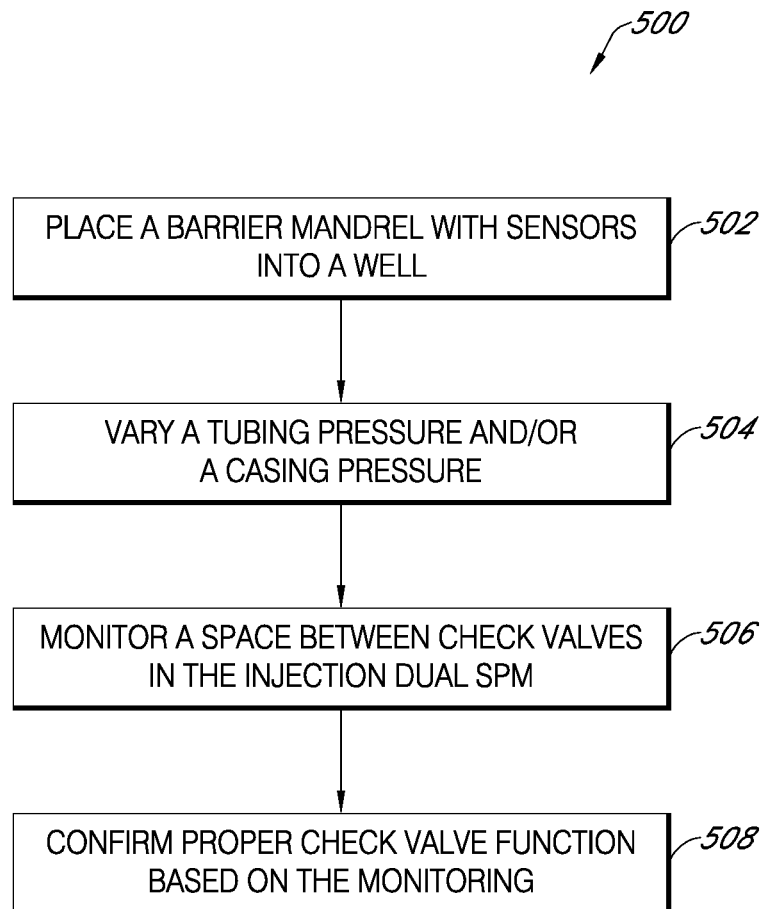 500
PLACE A BARRIER MANDREL WITH SENSORS
INTO A WELL
502
VARY A TUBING PRESSURE AND/OR
A CASING PRESSURE
504
MONITOR A SPACE BETWEEN CHECK VALVES
IN THE INJECTION DUAL SPM
506
CONFIRM PROPER CHECK VALVE FUNCTION
BASED ON THE MONITORING
508